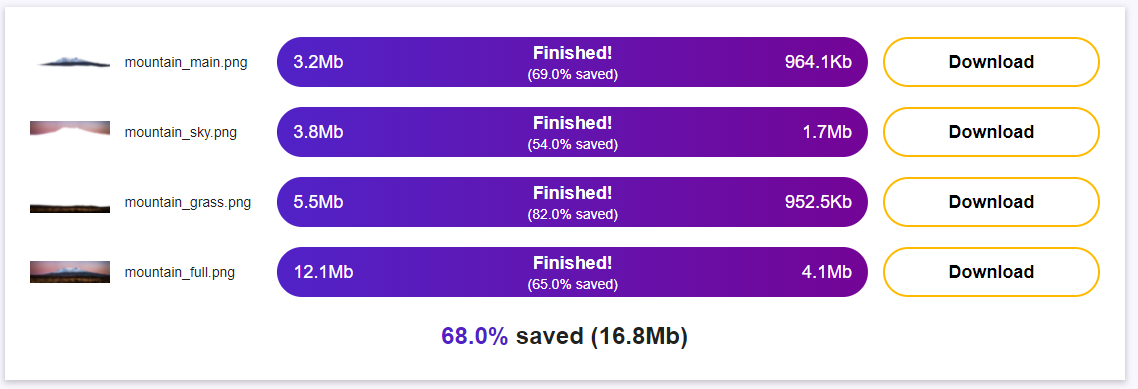 mountain_main.png 3.2Mb Finished! 964.1Kb Download
(69.0% saved)
mountain_sky.png 3.8Mb Finished! 1.7Mb Download
(54.0% saved)
mountain_grass.png 5.5Mb Finished! 952.5Kb Download
(82.0% saved)
mountain_full.png 12.1Mb Finished! 4.1Mb Download
(65.0% saved)
68.0% saved (16.8Mb)